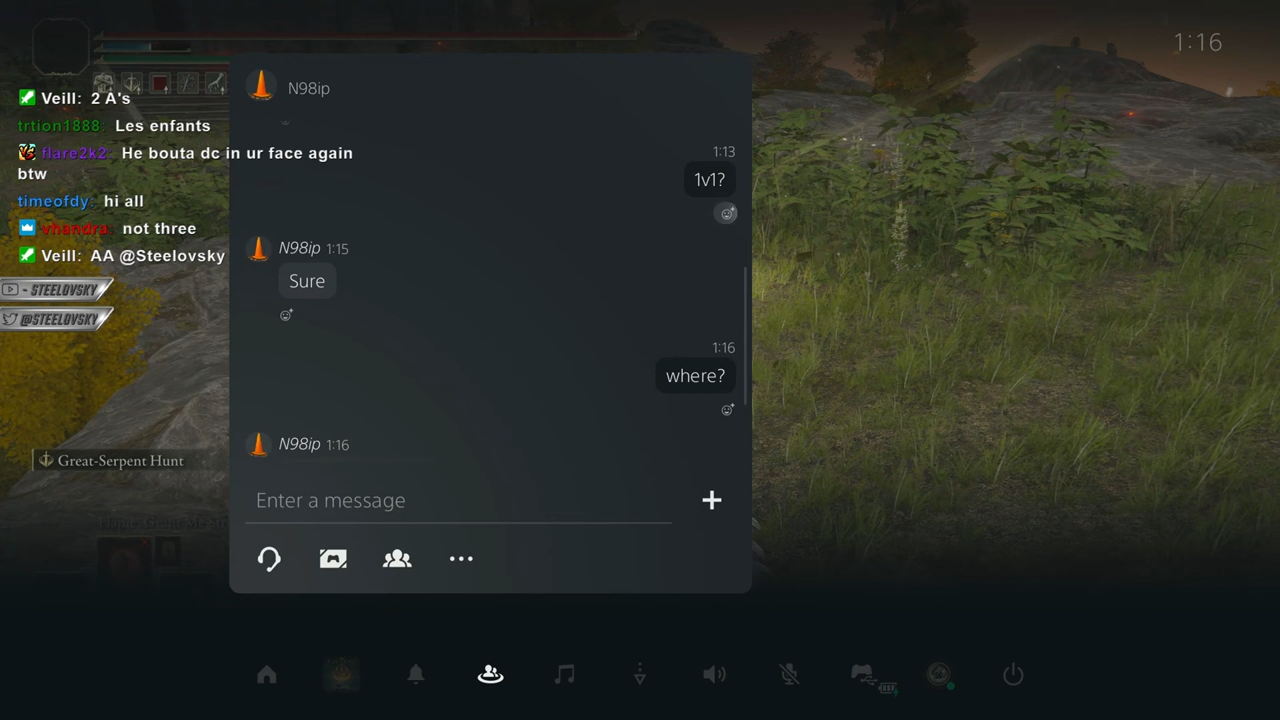 1:16
N98ip
Veill: 2 A's
trtion1888: Les enfants
flare2k2: He bouta dc in ur face again
btw
timeofdy: hi all
vhandra: not three
Veill: AA @Steelovsky
- STEELOVSKY
@STEELOVSKY
1:13
1v1?
N98ip 1:15
Sure
1:16
where?
N98ip 1:16
Great-Serpent Hunt
Enter a message